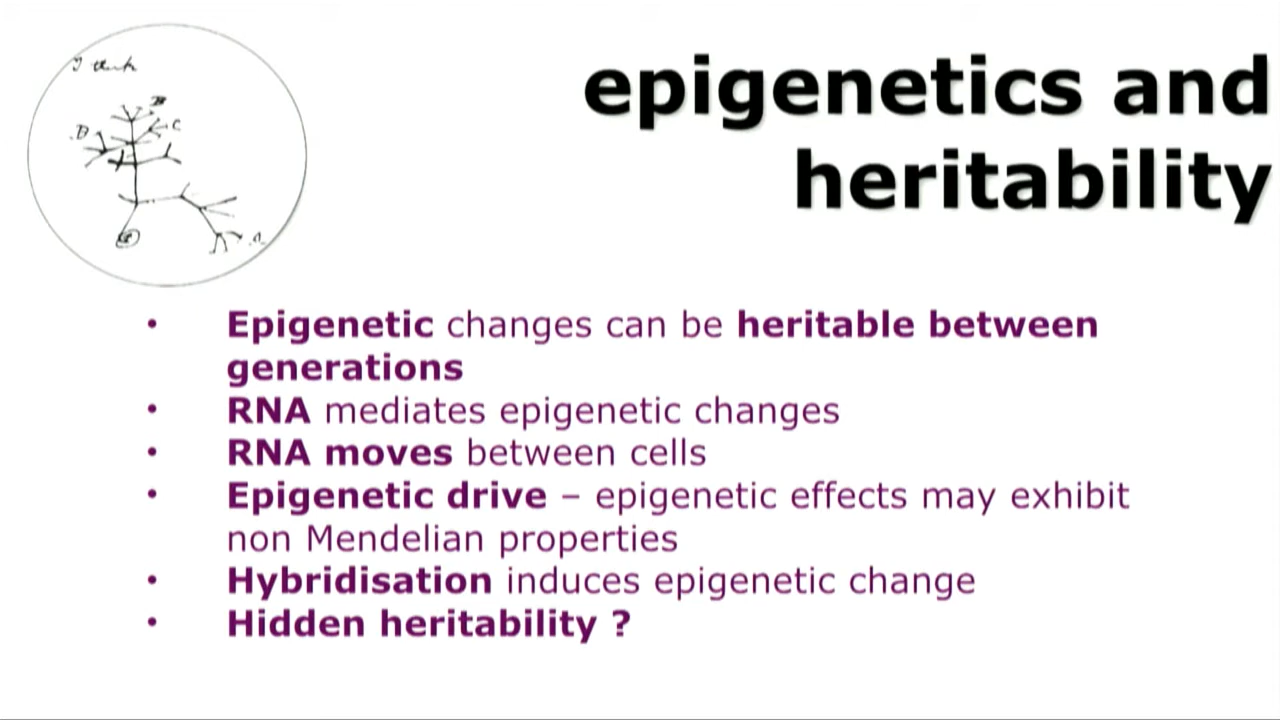 I think
B
D
C
A
epigenetics and
heritability
• Epigenetic changes can be heritable between
generations
• RNA mediates epigenetic changes
• RNA moves between cells
• Epigenetic drive – epigenetic effects may exhibit
non Mendelian properties
• Hybridisation induces epigenetic change
• Hidden heritability ?